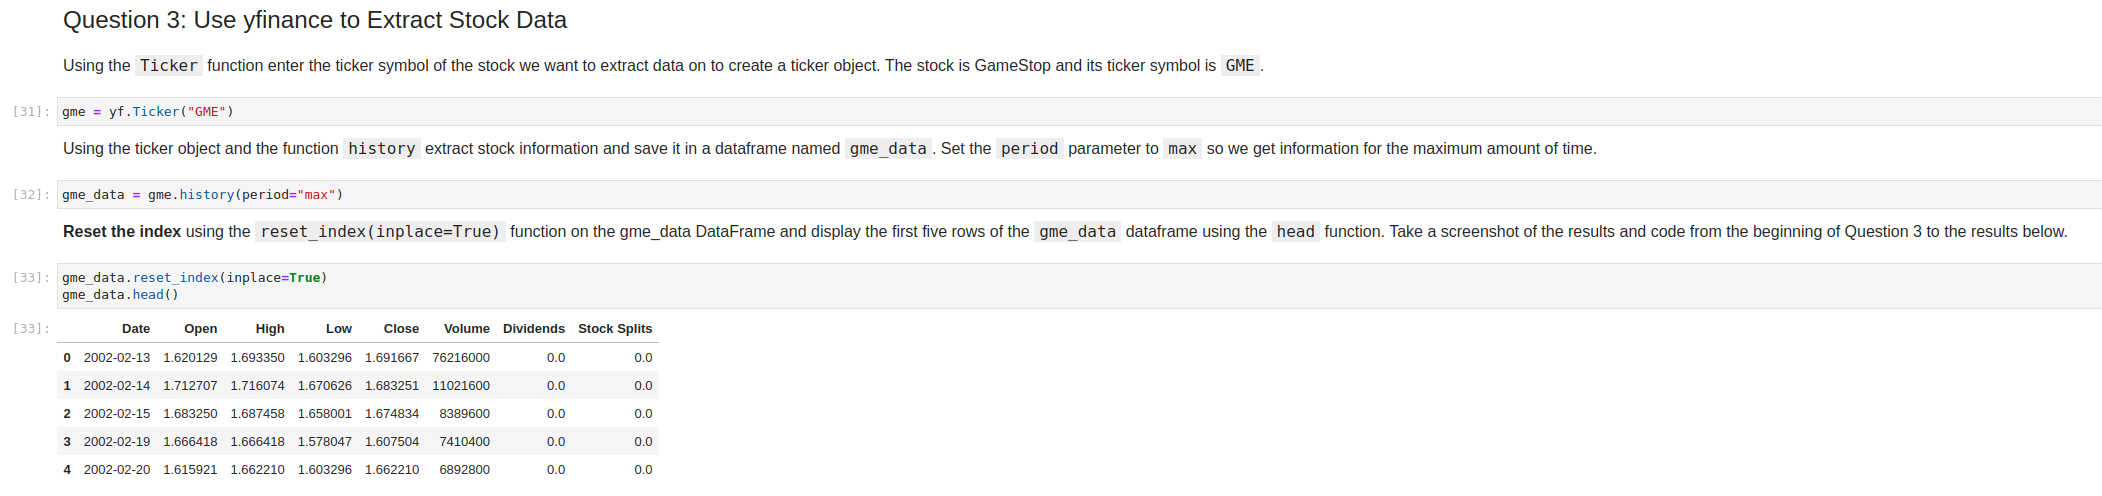 Question 3: Use yfinance to Extract Stock Data
Using the Ticker function enter the ticker symbol of the stock we want to extract data on to create a ticker object. The stock is GameStop and its ticker symbol is GME .
[31]: gme = yf.Ticker("GME")
Using the ticker object and the function history extract stock information and save it in a dataframe named gme_data . Set the period parameter to max so we get information for the maximum amount of time.
[32]: gme_data = gme.history(period="max")
Reset the index using the reset_index(inplace=True) function on the gme_data DataFrame and display the first five rows of the gme_data dataframe using the head function. Take a screenshot of the results and code from the beginning of Question 3 to the results below.
[33]: gme_data.reset_index(inplace=True)
gme_data.head()
[33]: Date Open High Low Close Volume Dividends Stock Splits
0 2002-02-13 1.620129 1.693350 1.603296 1.691667 76216000 0.0 0.0
1 2002-02-14 1.712707 1.716074 1.670626 1.683251 11021600 0.0 0.0
2 2002-02-15 1.683250 1.687458 1.658001 1.674834 8389600 0.0 0.0
3 2002-02-19 1.666418 1.666418 1.578047 1.607504 7410400 0.0 0.0
4 2002-02-20 1.615921 1.662210 1.603296 1.662210 6892800 0.0 0.0